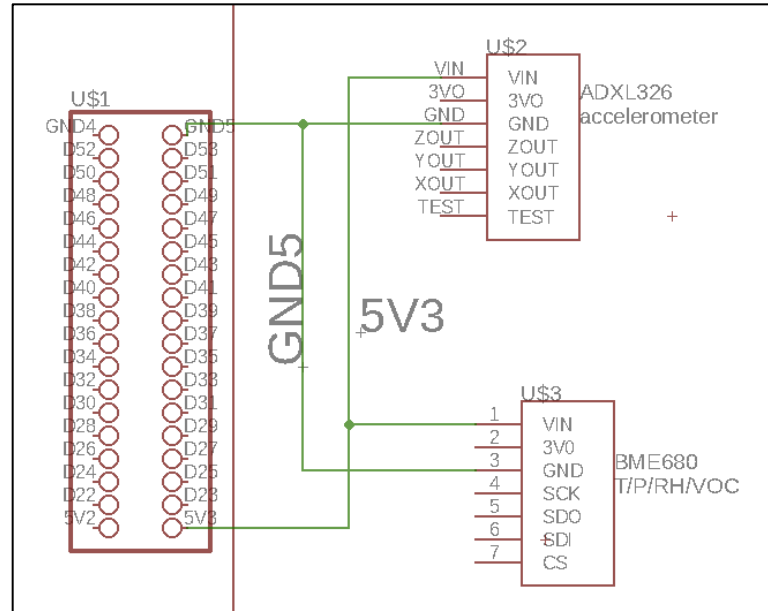 U$1
GND4 GND5
D52 D53
D50 D51
D48 D49
D46 D47
D44 D45
D42 D43
D40 D41
D38 D39
D36 D37
D34 D35
D32 D33
D30 D31
D28 D29
D26 D27
D24 D25
D22 D23
5V2 5V3
GND5
5V3
U$2
VIN VIN
3VO 3VO
GND GND
ZOUT ZOUT
YOUT YOUT
XOUT XOUT
TEST TEST
ADXL326
accelerometer
U$3
1 VIN
2 3V0
3 GND
4 SCK
5 SDO
6 SDI
7 CS
BME680
T/P/RH/VOC